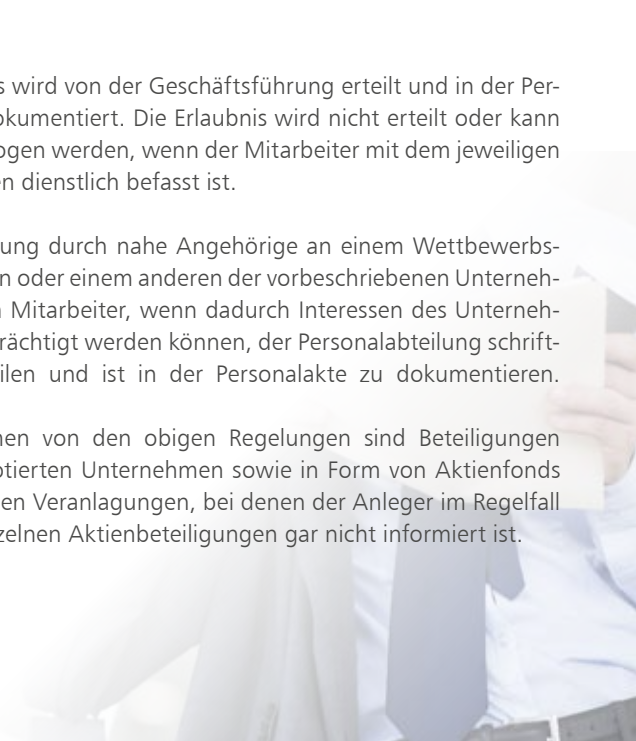 s wird von der Geschäftsführung erteilt und in der Per-
okumentiert. Die Erlaubnis wird nicht erteilt oder kann
ogen werden, wenn der Mitarbeiter mit dem jeweiligen
n dienstlich befasst ist.
ung durch nahe Angehörige an einem Wettbewerbs-
n oder einem anderen der vorbeschriebenen Unterneh-
Mitarbeiter, wenn dadurch Interessen des Unterneh-
rächtigt werden können, der Personalabteilung schrift-
ilen und ist in der Personalakte zu dokumentieren.
nen von den obigen Regelungen sind Beteiligungen
otierten Unternehmen sowie in Form von Aktienfonds
en Veranlagungen, bei denen der Anleger im Regelfall
zelnen Aktienbeteiligungen gar nicht informiert ist.